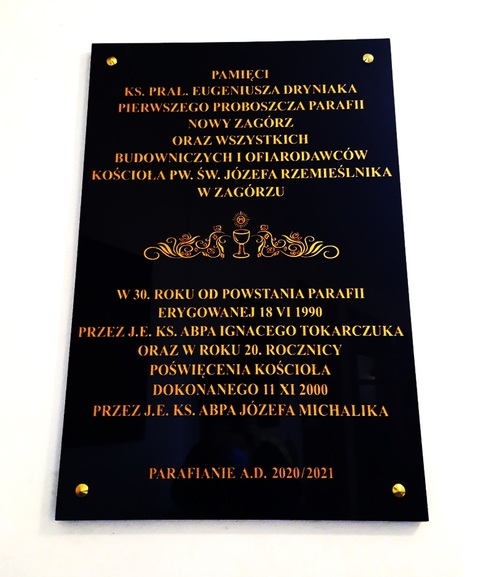 PAMIĘCI
KS. PRAŁ. EUGENIUSZA DRYNIAKA
PIERWSZEGO PROBOSZCZA PARAFII
NOWY ZAGÓRZ
ORAZ WSZYSTKICH
BUDOWNICZYCH I OFIARODAWCÓW
KOŚCIOŁA PW. ŚW. JÓZEFA RZEMIEŚLNIKA
W ZAGÓRZU
W 30. ROKU OD POWSTANIA PARAFII
ERYGOWANEJ 18 VI 1990
PRZEZ J.E. KS. ABPA IGNACEGO TOKARCZUKA
ORAZ W ROKU 20. ROCZNICY
POŚWIĘCENIA KOŚCIOŁA
DOKONANEGO 11 XI 2000
PRZEZ J.E. KS. ABPA JÓZEFA MICHALIKA
PARAFIANIE A.D. 2020/2021